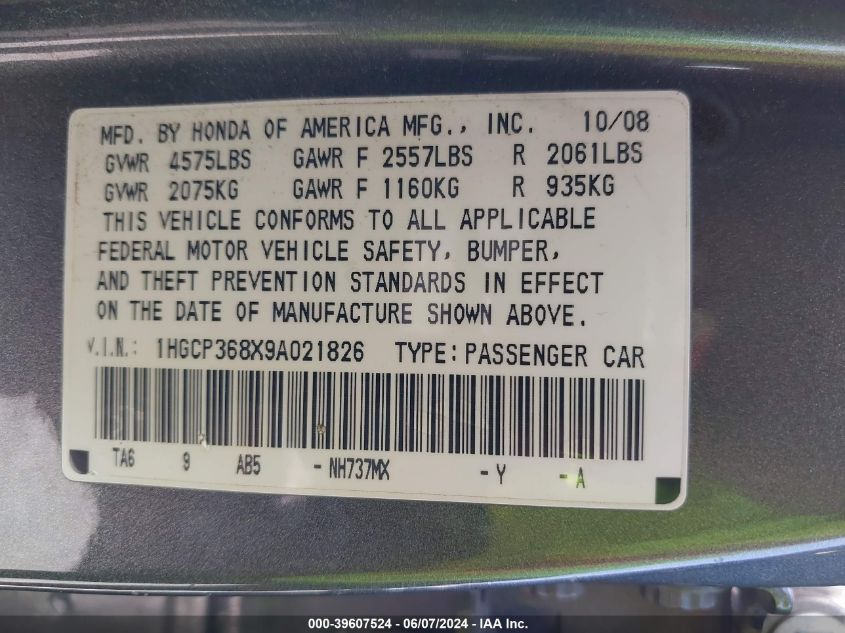 MFD. BY HONDA OF AMERICA MFG., INC. 10/08
GVWR 4575LBS GAWR F 2557LBS R 2061LBS
GVWR 2075KG GAWR F 1160KG R 935KG
THIS VEHICLE CONFORMS TO ALL APPLICABLE
FEDERAL MOTOR VEHICLE SAFETY, BUMPER,
AND THEFT PREVENTION STANDARDS IN EFFECT
ON THE DATE OF MANUFACTURE SHOWN ABOVE.
V.I.N.: 1HGCP368X9A021826 TYPE: PASSENGER CAR
TA6 9 AB5 - NH737MX - Y - A
000-39607524 - 06/07/2024 - IAA Inc.